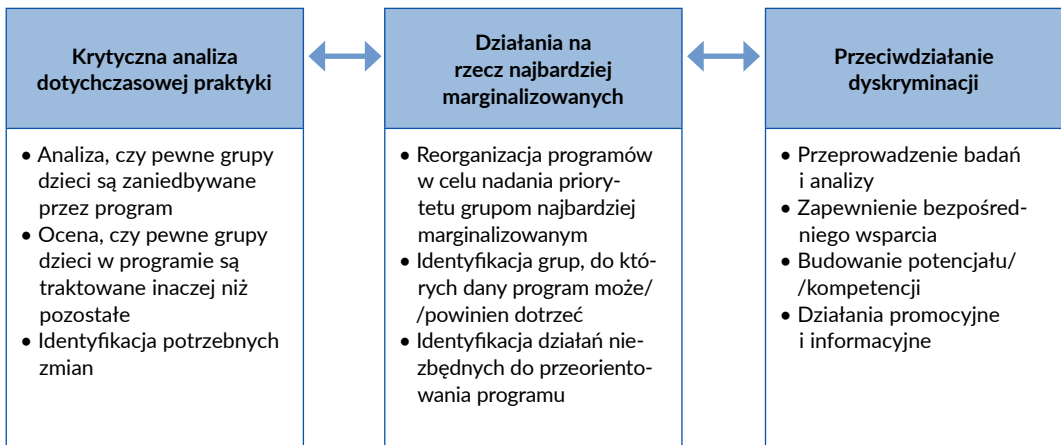 Krytyczna analiza
dotychczasowej praktyki
• Analiza, czy pewne grupy
dzieci są zaniedbywane
przez program
• Ocena, czy pewne grupy
dzieci w programie są
traktowane inaczej niż
pozostałe
• Identyfikacja potrzebnych
zmian
Działania na
rzecz najbardziej
marginalizowanych
• Reorganizacja programów
w celu nadania priory-
tetu grupom najbardziej
marginalizowanym
• Identyfikacja grup, do któ-
rych dany program może/
/powinien dotrzeć
• Identyfikacja działań nie-
zbędnych do przeoriento-
wania programu
Przeciwdziałanie
dyskryminacji
• Przeprowadzenie badań
i analizy
• Zapewnienie bezpośred-
niego wsparcia
• Budowanie potencjału/
/kompetencji
• Działania promocyjne
i informacyjne